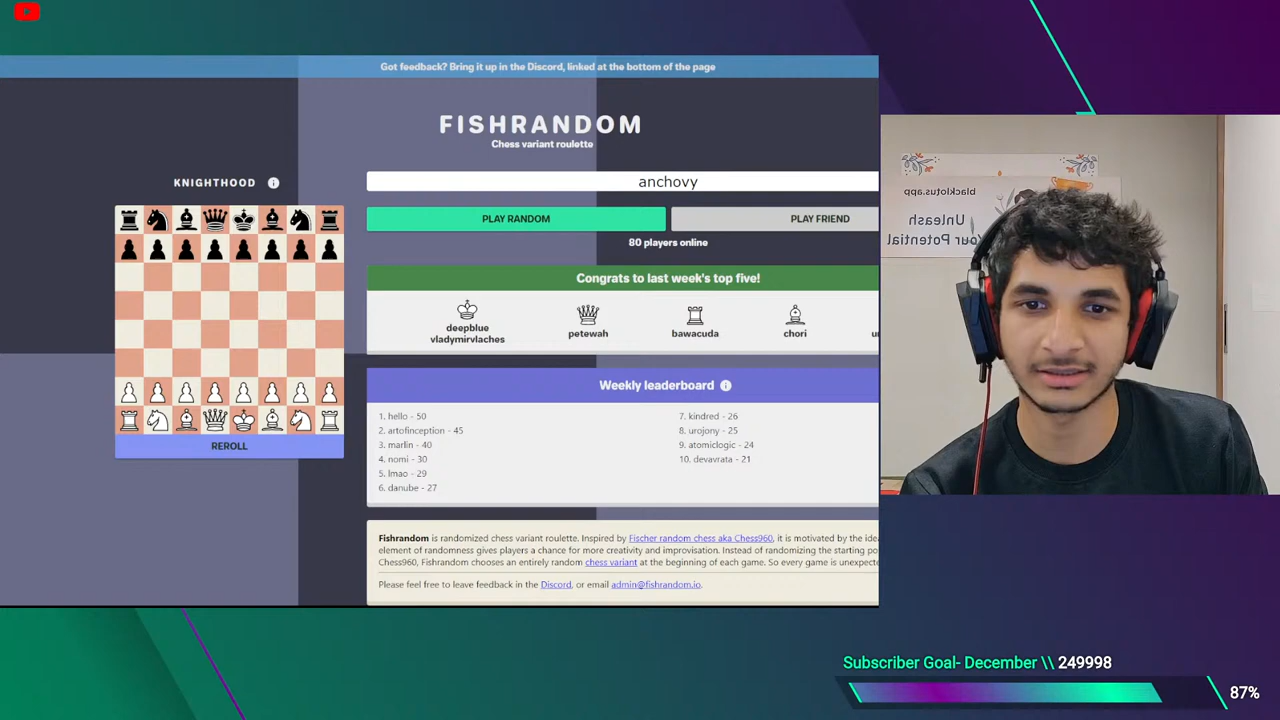 Got feedback? Bring it up in the Discord, linked at the bottom of the page
FISHRANDOM
Chess variant roulette
KNIGHTHOOD
anchovy
PLAY RANDOM
PLAY FRIEND
80 players online
Congrats to last week's top five!
deepblue
vladymirvlaches
petewah
bawacuda
chori
REROLL
Weekly leaderboard
1. hello - 50
2. artofinception - 45
3. marlin - 40
4. nomi - 30
5. lmao - 29
6. danube - 27
7. kindred - 26
8. urojony - 25
9. atomiclogic - 24
10. devavrata - 21
Fishrandom is randomized chess variant roulette. Inspired by Fischer random chess aka Chess960, it is motivated by the idea
element of randomness gives players a chance for more creativity and improvisation. Instead of randomizing the starting po
Chess960, Fishrandom chooses an entirely random chess variant at the beginning of each game. So every game is unexpecte
Please feel free to leave feedback in the Discord, or email admin@fishrandom.io.
blacklotus.app
Unleash
Your Potential
Subscriber Goal- December \\ 249998
87%